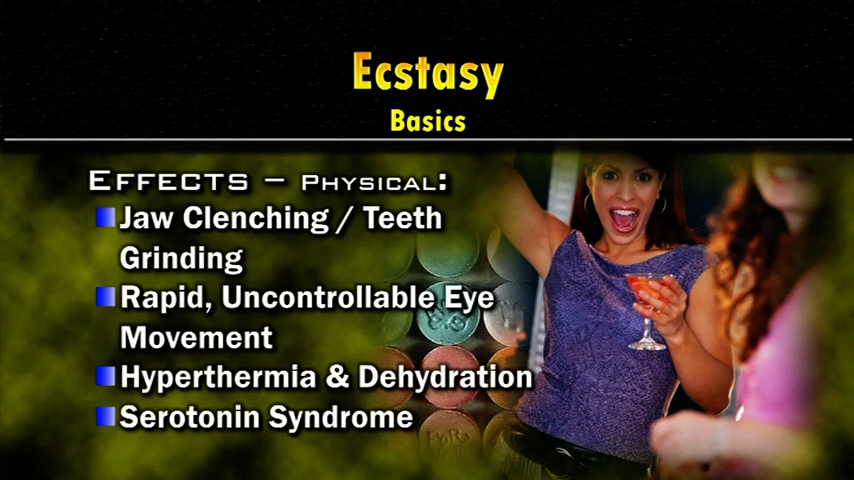 Ecstasy
Basics
Effects – Physical:
Jaw Clenching / Teeth
Grinding
Rapid, Uncontrollable Eye
Movement
Hyperthermia & Dehydration
Serotonin Syndrome